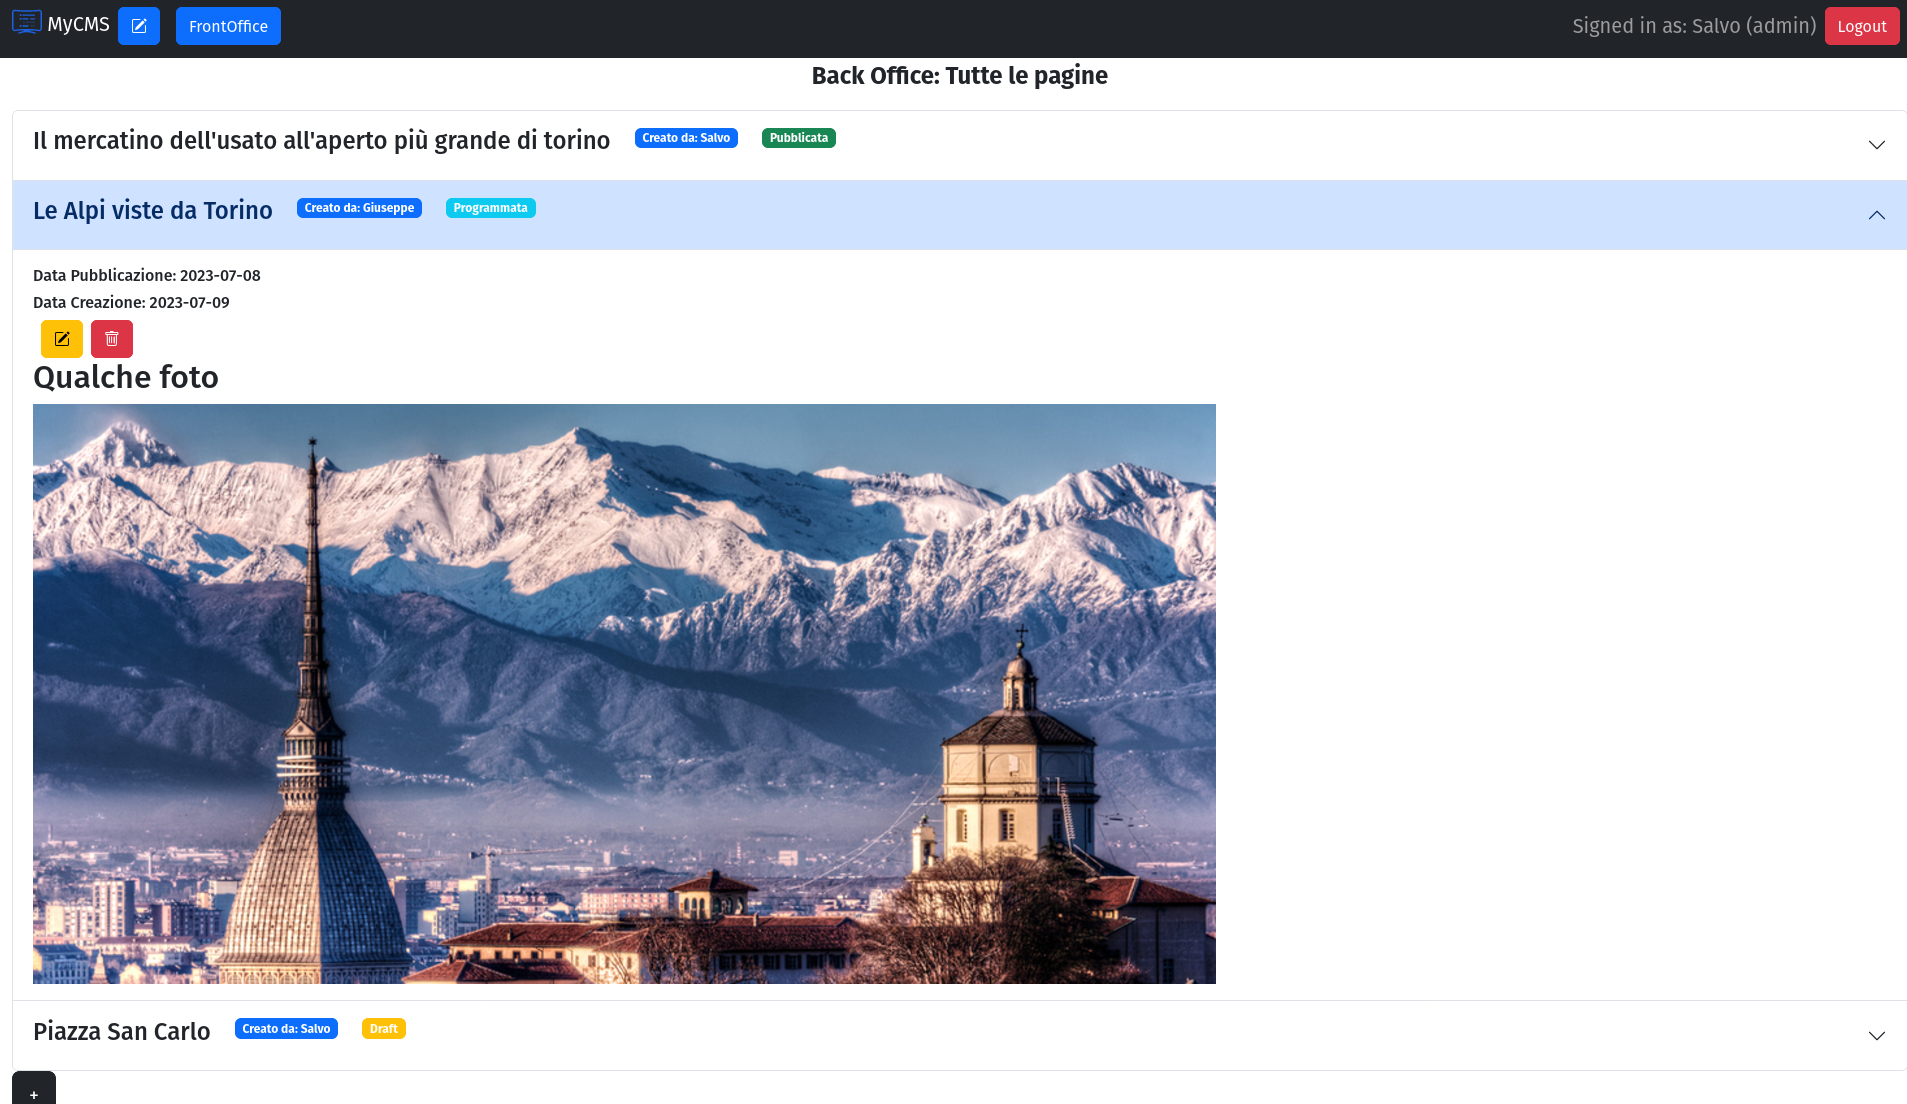 MyCMS FrontOffice Signed in as: Salvo (admin) Logout
Back Office: Tutte le pagine
Il mercatino dell'usato all'aperto più grande di torino Creato da: Salvo Pubblicata
Le Alpi viste da Torino Creato da: Giuseppe Programmata
Data Pubblicazione: 2023-07-08
Data Creazione: 2023-07-09
Qualche foto
Piazza San Carlo Creato da: Salvo Draft
+